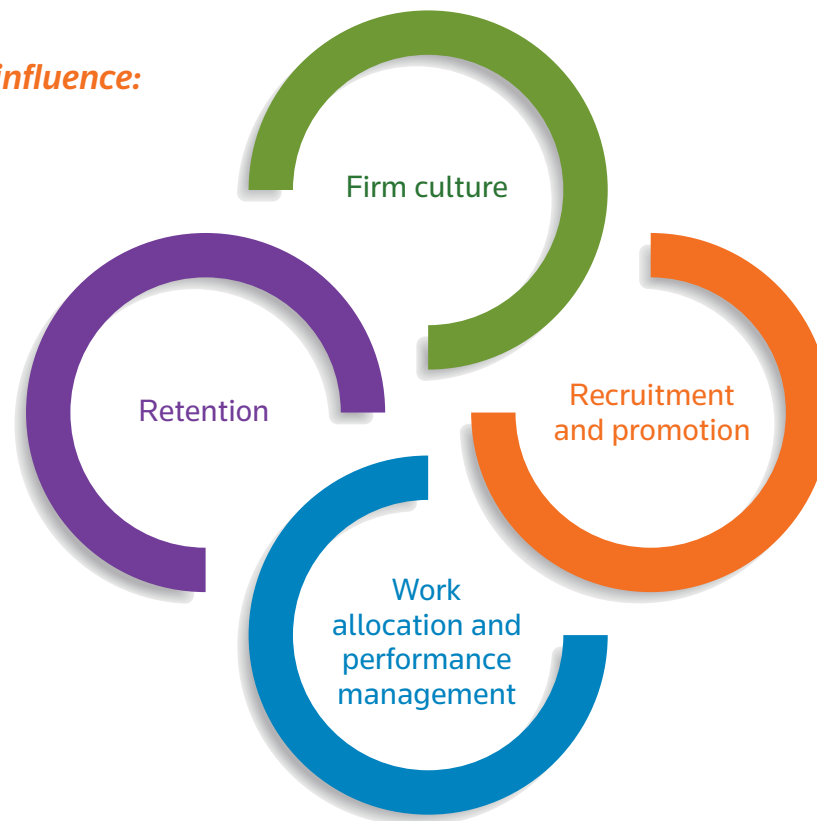 influence:
Firm culture
Retention
Recruitment
and promotion
Work
allocation and
performance
management